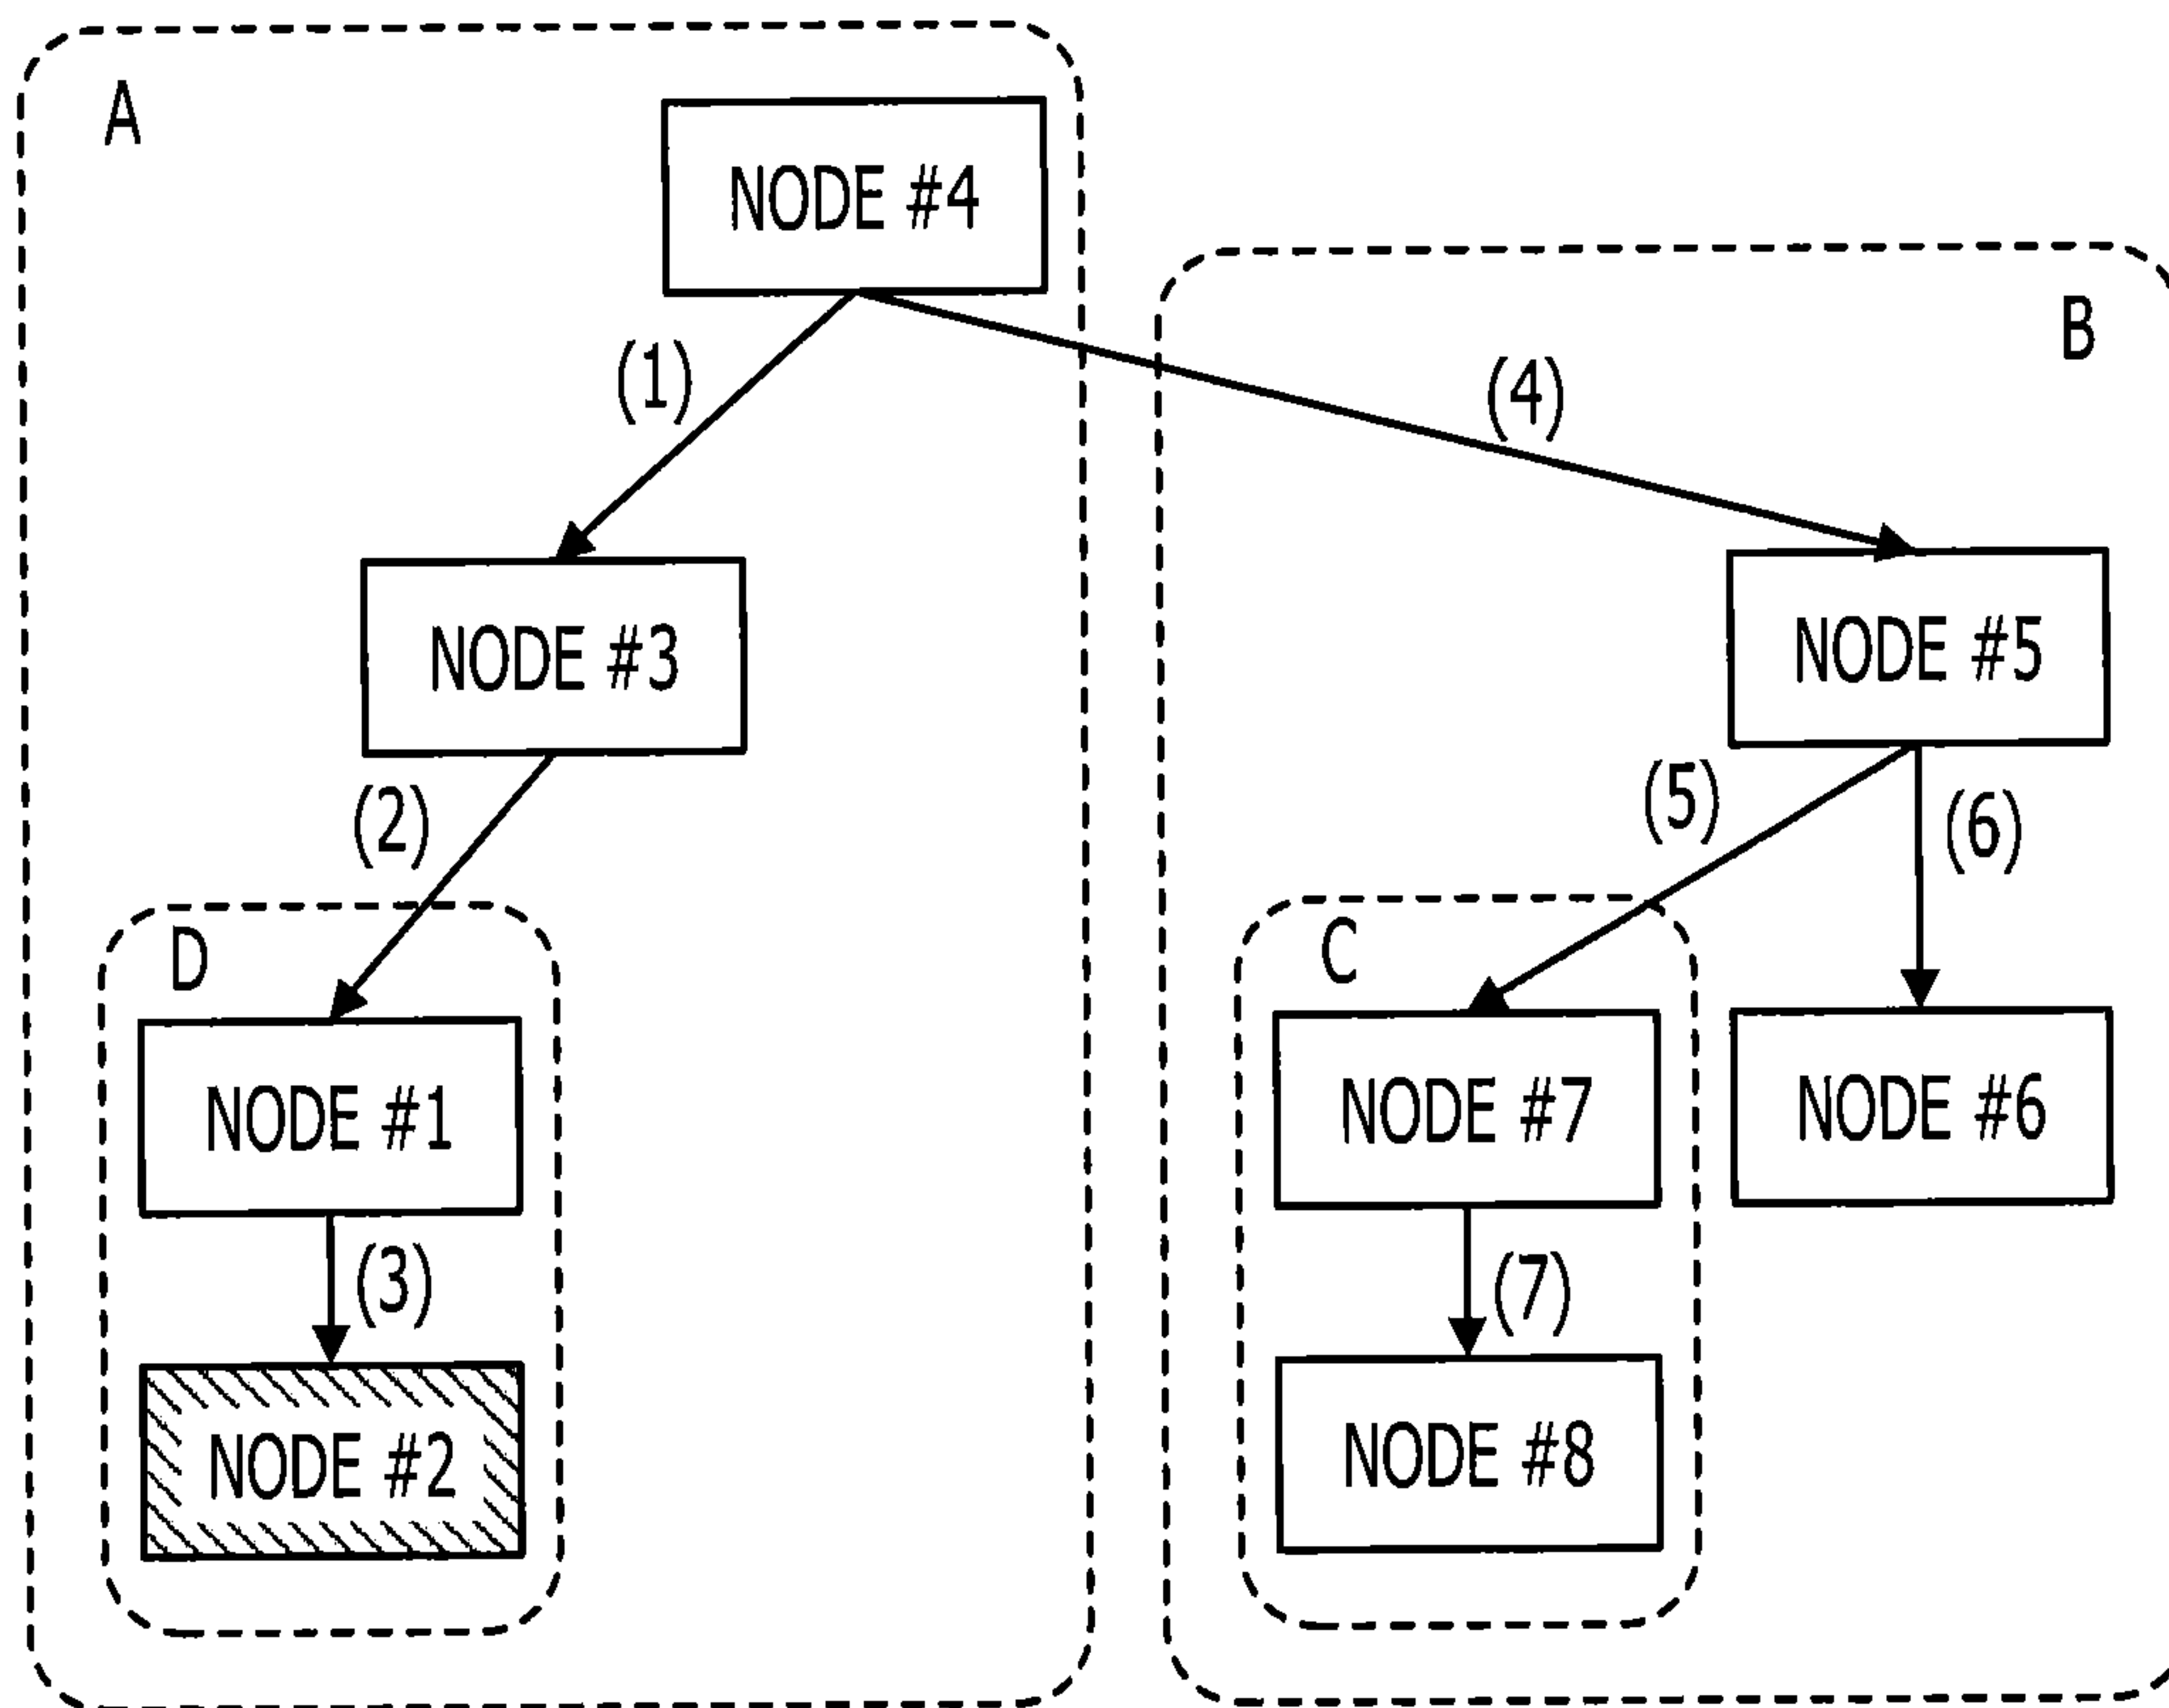 A
NODE #4
B
(1)
(4)
NODE #3
NODE #5
(2)
(5)
(6)
D
C
NODE #1
NODE #7
NODE #6
(3)
(7)
NODE #2
NODE #8